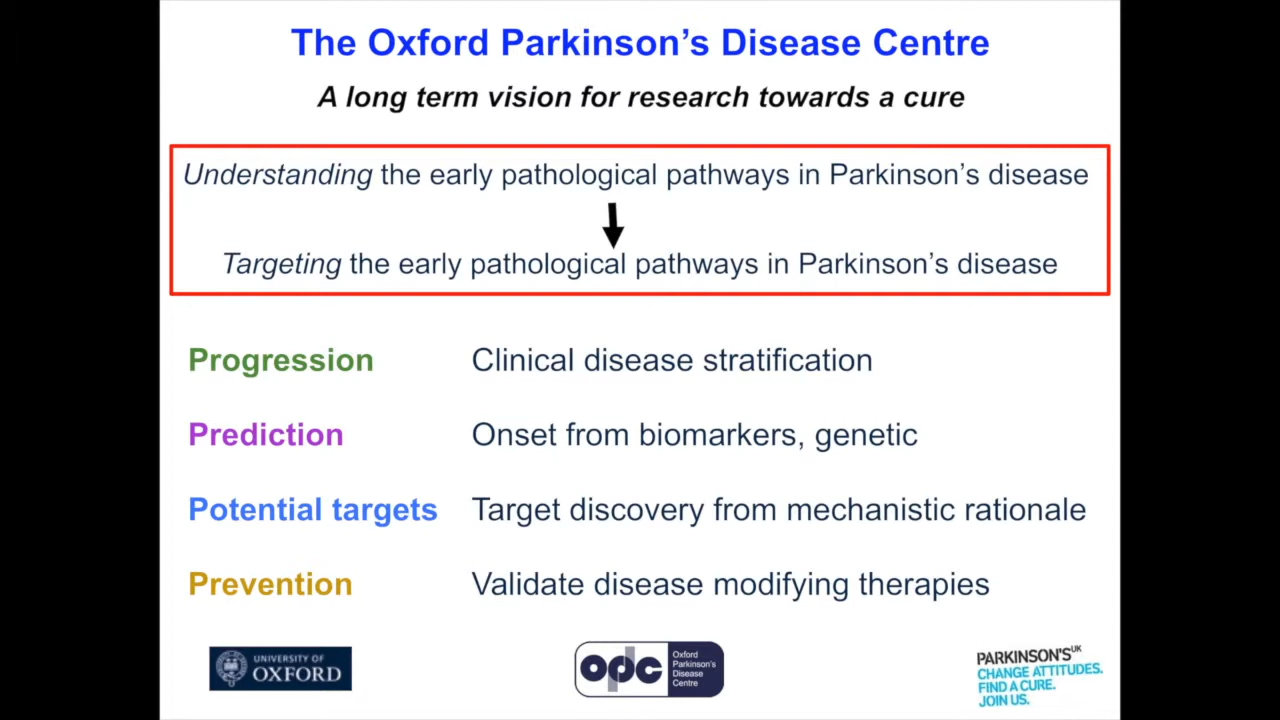 The Oxford Parkinson's Disease Centre
A long term vision for research towards a cure
Understanding the early pathological pathways in Parkinson's disease
Targeting the early pathological pathways in Parkinson's disease
Progression Clinical disease stratification
Prediction Onset from biomarkers, genetic
Potential targets Target discovery from mechanistic rationale
Prevention Validate disease modifying therapies
UNIVERSITY OF
OXFORD
opdc
Oxford
Parkinson's
Disease
Centre
PARKINSON'S UK
CHANGE ATTITUDES.
FIND A CURE.
JOIN US.